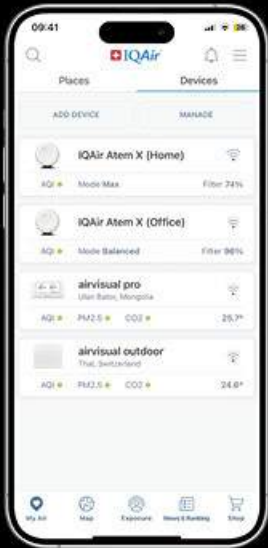 09:41
IQAir
Places Devices
ADD DEVICE MANAGE
IQAir Atem X (Home)
AQI Mode Max Filter 74%
IQAir Atem X (Office)
AQI Mode Balanced Filter 96%
airvisual pro
Ulan Bator, Mongolia
AQI PM2.5 CO2 25.7°
airvisual outdoor
Thal, Switzerland
AQI PM2.5 CO2 24.6°
My Air Map Exposure News & Ranking Shop